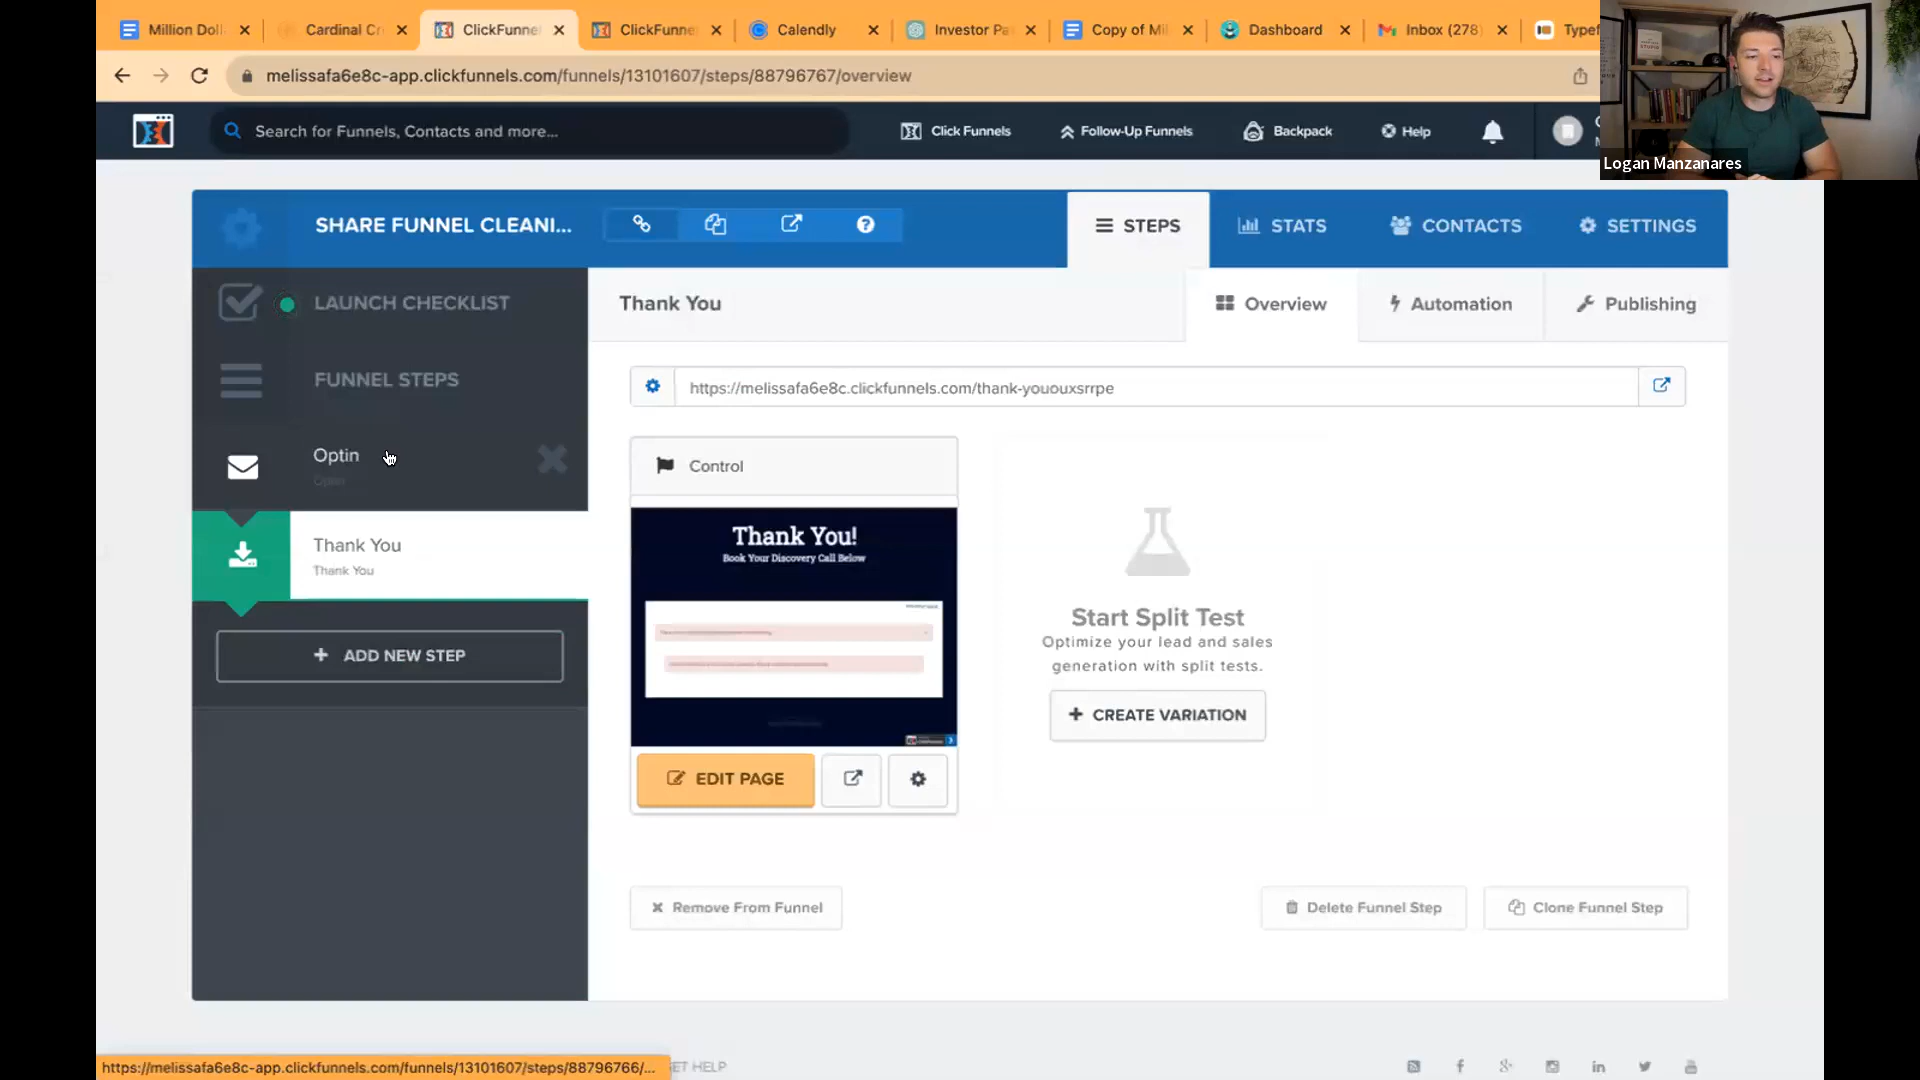 Million Doll
Cardinal Cr
ClickFunne
ClickFunne
Calendly
Investor Pa
Copy of Mil
Dashboard
Inbox (278)
Typef
melissafa6e8c-app.clickfunnels.com/funnels/13101607/steps/88796767/overview
Search for Funnels, Contacts and more...
Click Funnels
Follow-Up Funnels
Backpack
Help
Logan Manzanares
SHARE FUNNEL CLEANI...
STEPS
STATS
CONTACTS
SETTINGS
LAUNCH CHECKLIST
FUNNEL STEPS
Optin
Optin
Thank You
Thank You
ADD NEW STEP
Thank You
Overview
Automation
Publishing
https://melissafa6e8c.clickfunnels.com/thank-yououxsrrpe
Control
Thank You!
Book Your Discovery Call Below
EDIT PAGE
Start Split Test
Optimize your lead and sales
generation with split tests.
CREATE VARIATION
Remove From Funnel
Delete Funnel Step
Clone Funnel Step
https://melissafa6e8c-app.clickfunnels.com/funnels/13101607/steps/88796766/...
GET HELP